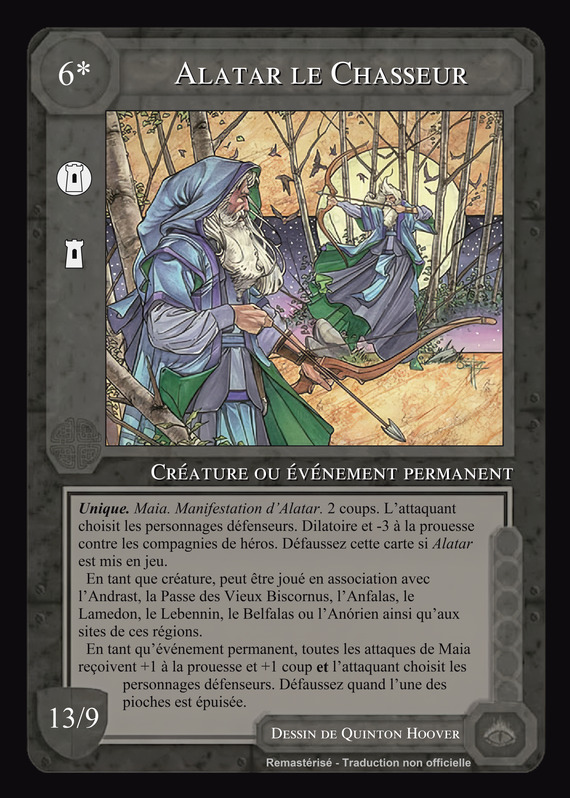 6*
ALATAR LE CHASSEUR
CRÉATURE OU ÉVÉNEMENT PERMANENT
Unique. Maia. Manifestation d'Alatar. 2 coups. L'attaquant
choisit les personnages défenseurs. Dilatoire et -3 à la prouesse
contre les compagnies de héros. Défaussez cette carte si Alatar
est mis en jeu.
En tant que créature, peut être joué en association avec
l'Andrast, la Passe des Vieux Biscornus, l'Anfalas, le
Lamedon, le Lebennin, le Belfalas ou l'Anórien ainsi qu'aux
sites de ces régions.
En tant qu'événement permanent, toutes les attaques de Maia
reçoivent +1 à la prouesse et +1 coup et l'attaquant choisit les
personnages défenseurs. Défaussez quand l'une des
pioches est épuisée.
13/9
DESSIN DE QUINTON HOOVER
Remastérisé - Traduction non officielle